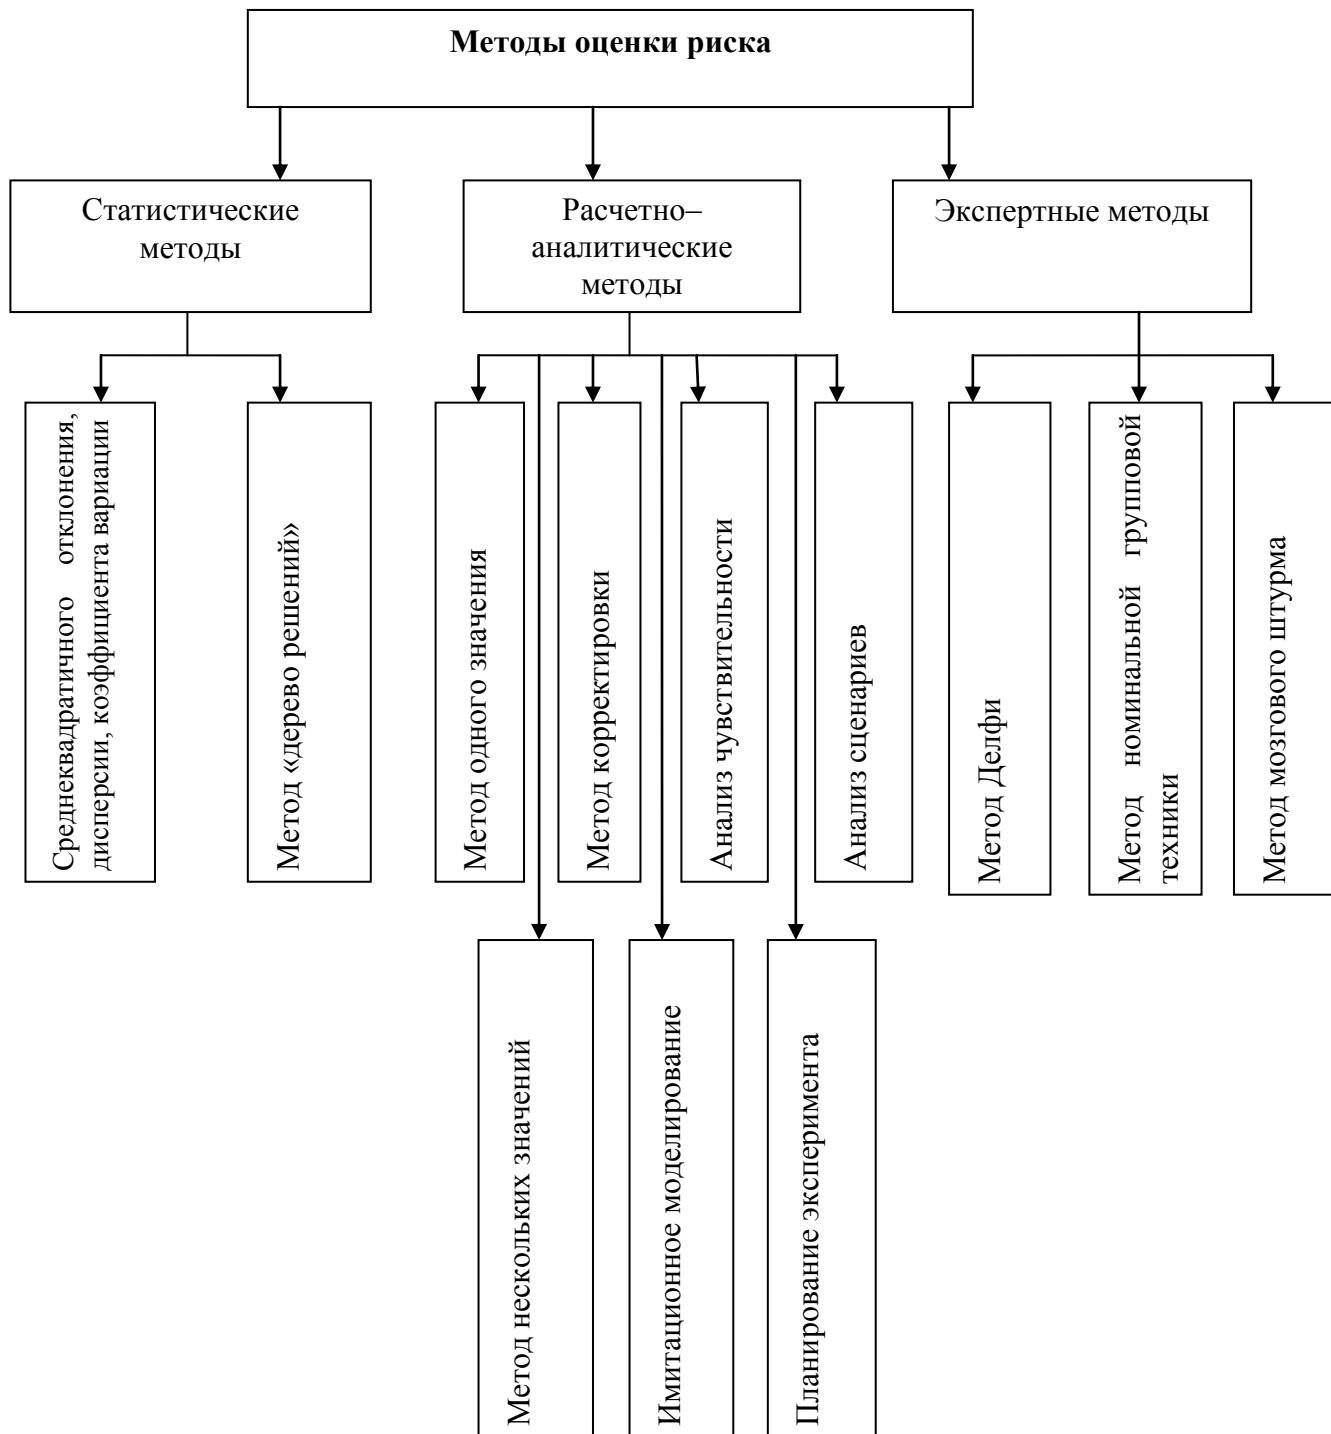 Методы оценки риска
Статистические
методы
Расчетно–
аналитические
методы
Экспертные методы
Среднеквадратичного отклонения,
дисперсии, коэффициента вариации
Метод «дерево решений»
Метод одного значения
Метод корректировки
Анализ чувствительности
Анализ сценариев
Метод Делфи
Метод номинальной групповой
техники
Метод мозгового штурма
Метод нескольких значений
Имитационное моделирование
Планирование эксперимента